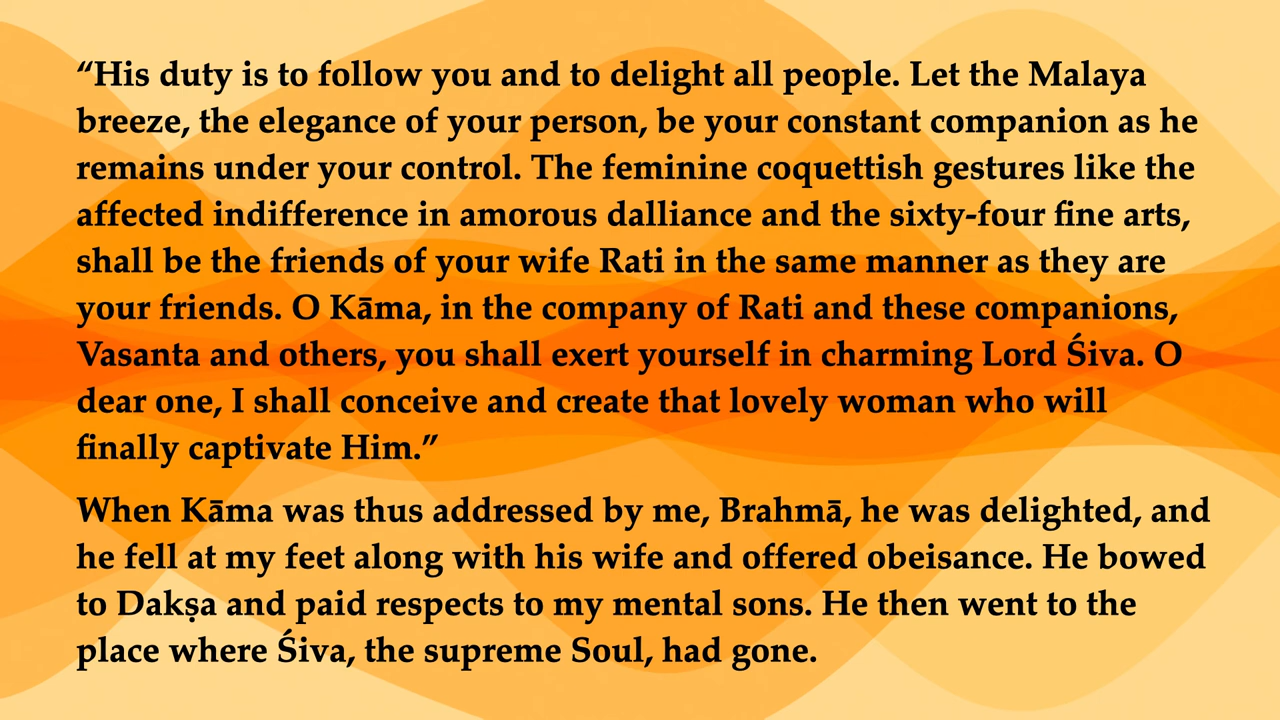 “His duty is to follow you and to delight all people. Let the Malaya
breeze, the elegance of your person, be your constant companion as he
remains under your control. The feminine coquettish gestures like the
affected indifference in amorous dalliance and the sixty-four fine arts,
shall be the friends of your wife Rati in the same manner as they are
your friends. O Kāma, in the company of Rati and these companions,
Vasanta and others, you shall exert yourself in charming Lord Śiva. O
dear one, I shall conceive and create that lovely woman who will
finally captivate Him.”
When Kāma was thus addressed by me, Brahmā, he was delighted, and
he fell at my feet along with his wife and offered obeisance. He bowed
to Dakṣa and paid respects to my mental sons. He then went to the
place where Śiva, the supreme Soul, had gone.